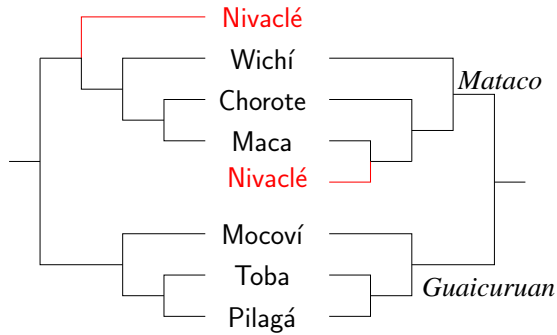 Nivaclé
Wichí
Mataco
Chorote
Maca
Nivaclé
Mocoví
Toba
Guaicuruan
Pilagá